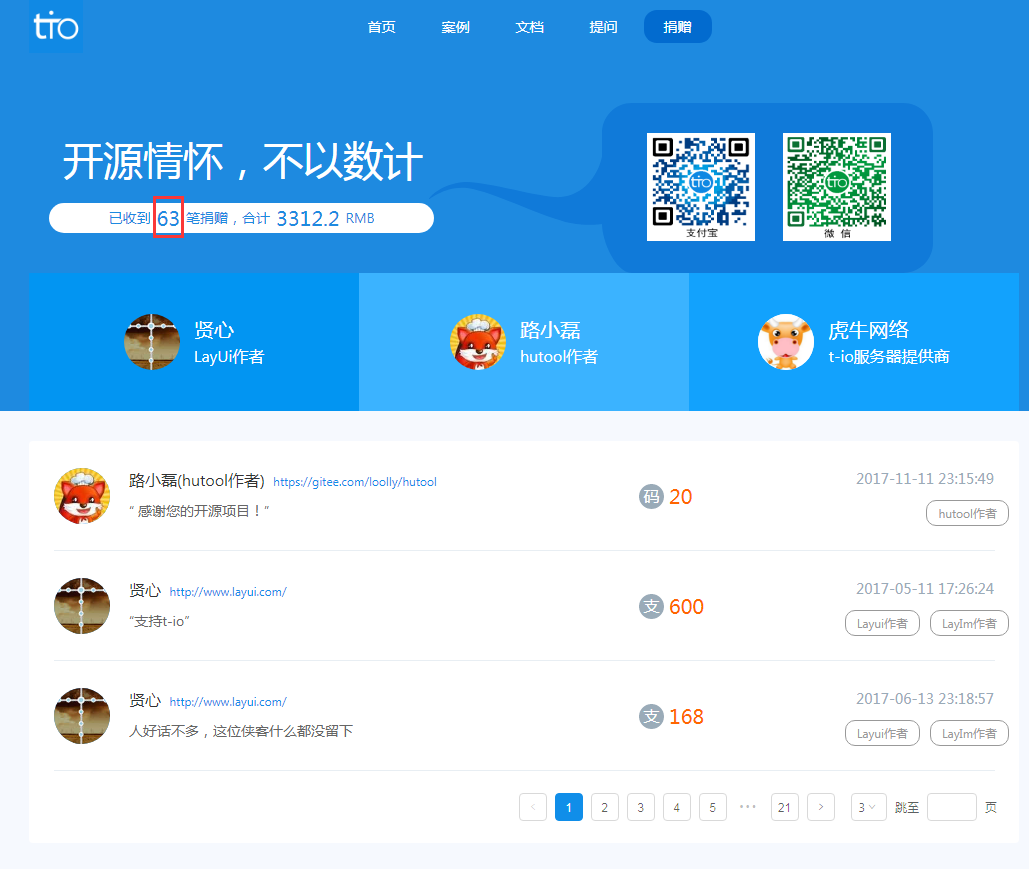 tio
首页 案例 文档 提问 捐赠
开源情怀，不以数计
已收到 63 笔捐赠，合计 3312.2 RMB
tio
支付宝
tio
微 信
贤心
LayUi作者
路小磊
hutool作者
虎牛网络
t-io服务器提供商
路小磊(hutool作者) https://gitee.com/loolly/hutool
“ 感谢您的开源项目！”
码 20
2017-11-11 23:15:49
hutool作者
贤心 http://www.layui.com/
“支持t-io”
支 600
2017-05-11 17:26:24
Layui作者 LayIm作者
贤心 http://www.layui.com/
人好话不多，这位侠客什么都没留下
支 168
2017-06-13 23:18:57
Layui作者 LayIm作者
< 1 2 3 4 5 ••• 21 > 3 跳至 页